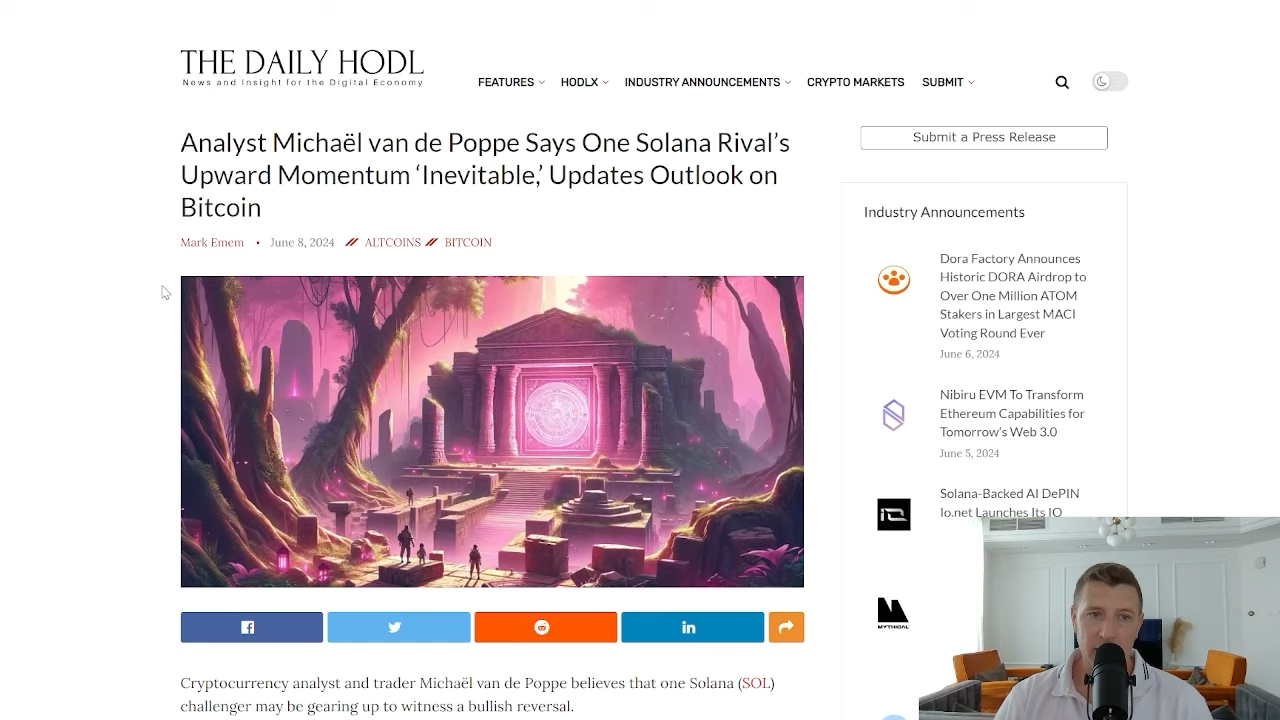 THE DAILY HODL
News and Insight for the Digital Economy
FEATURES
HODLX
INDUSTRY ANNOUNCEMENTS
CRYPTO MARKETS
SUBMIT
Analyst Michaël van de Poppe Says One Solana Rival’s
Upward Momentum ‘Inevitable,’ Updates Outlook on
Bitcoin
Mark Emem • June 8, 2024 ALTCOINS BITCOIN
Cryptocurrency analyst and trader Michaël van de Poppe believes that one Solana (SOL)
challenger may be gearing up to witness a bullish reversal.
Submit a Press Release
Industry Announcements
Dora Factory Announces
Historic DORA Airdrop to
Over One Million ATOM
Stakers in Largest MACI
Voting Round Ever
June 6, 2024
Nibiru EVM To Transform
Ethereum Capabilities for
Tomorrow’s Web 3.0
June 5, 2024
Solana-Backed AI DePIN
Io.net Launches Its IO
MYTHICAL